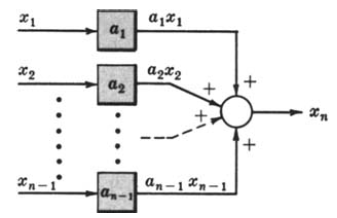 x₁ a₁ a₁x₁
+
x₂ a₂ a₂x₂ +
+ xₙ
+
xₙ₋₁ aₙ₋₁ aₙ₋₁ xₙ₋₁